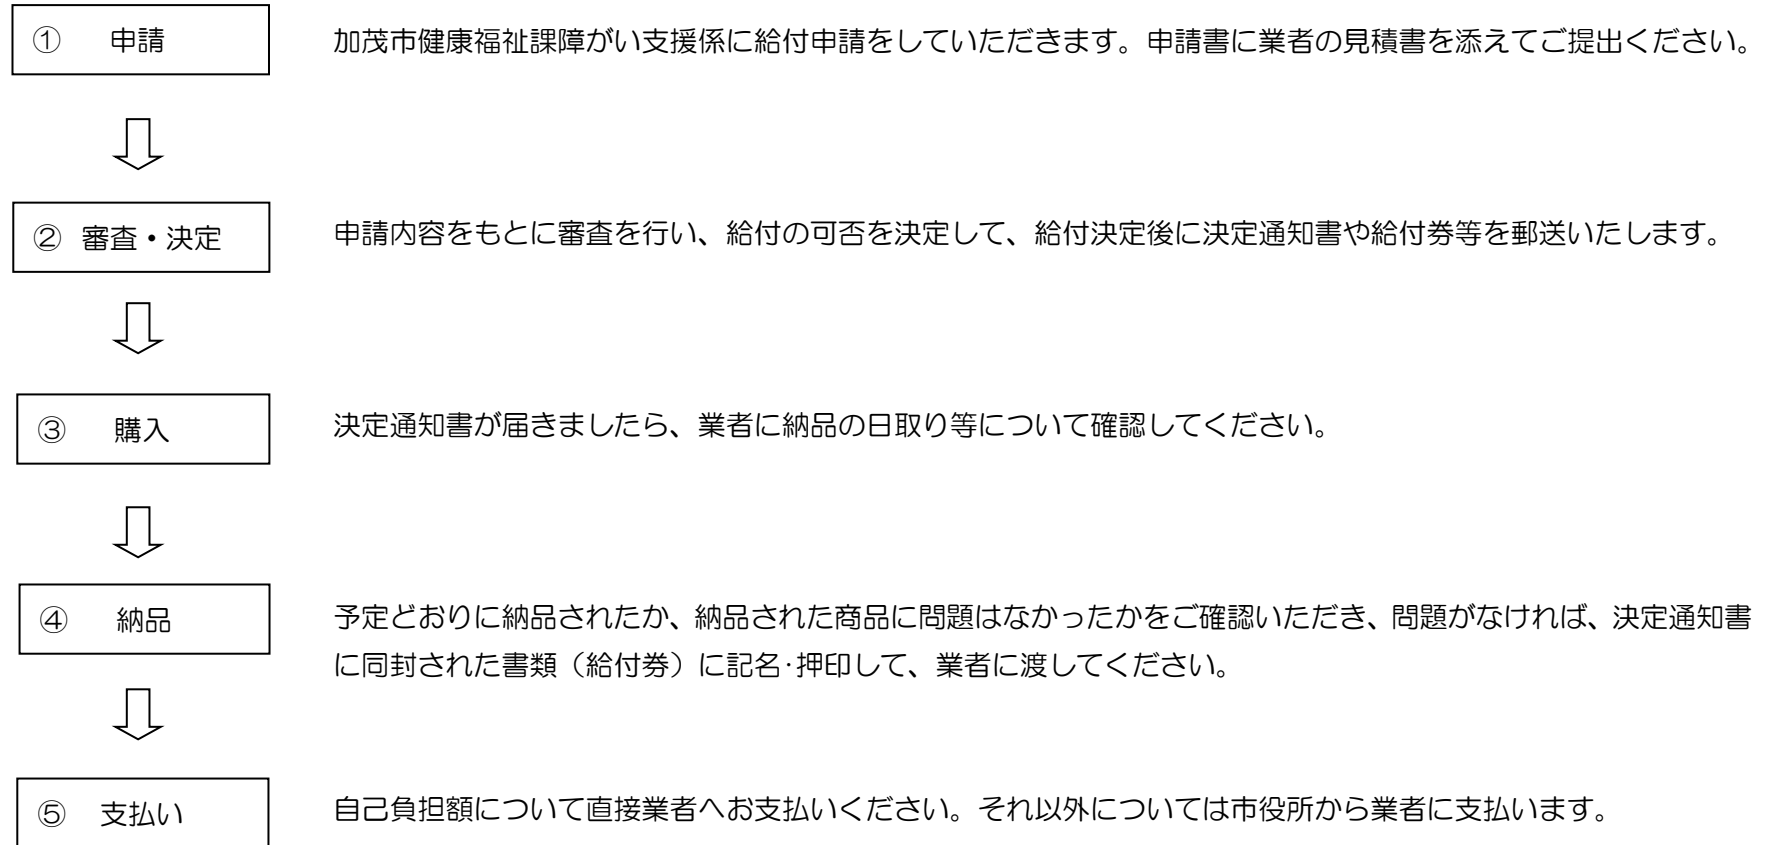 ① 申請
加茂市健康福祉課障がい支援係に給付申請をしていただきます。申請書に業者の見積書を添えてご提出ください。
② 審査・決定
申請内容をもとに審査を行い、給付の可否を決定して、給付決定後に決定通知書や給付券等を郵送いたします。
③ 購入
決定通知書が届きましたら、業者に納品の日取り等について確認してください。
④ 納品
予定どおりに納品されたか、納品された商品に問題はなかったかをご確認いただき、問題がなければ、決定通知書
に同封された書類（給付券）に記名･押印して、業者に渡してください。
⑤ 支払い
自己負担額について直接業者へお支払いください。それ以外については市役所から業者に支払います。